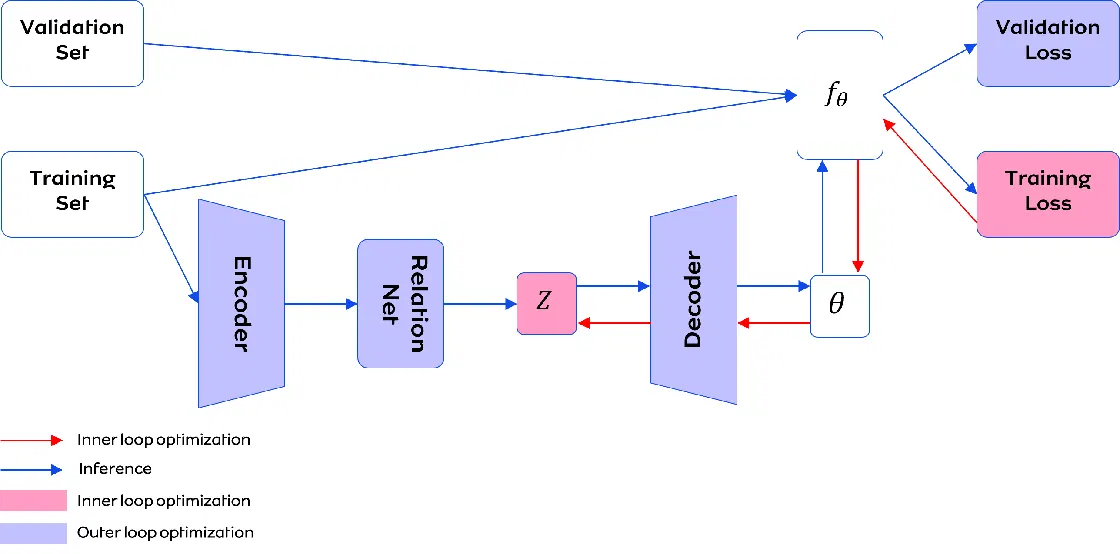 Validation
Set
Training
Set
Encoder
Relation
Net
Z
Decoder
θ
fθ
Validation
Loss
Training
Loss
Inner loop optimization
Inference
Inner loop optimization
Outer loop optimization